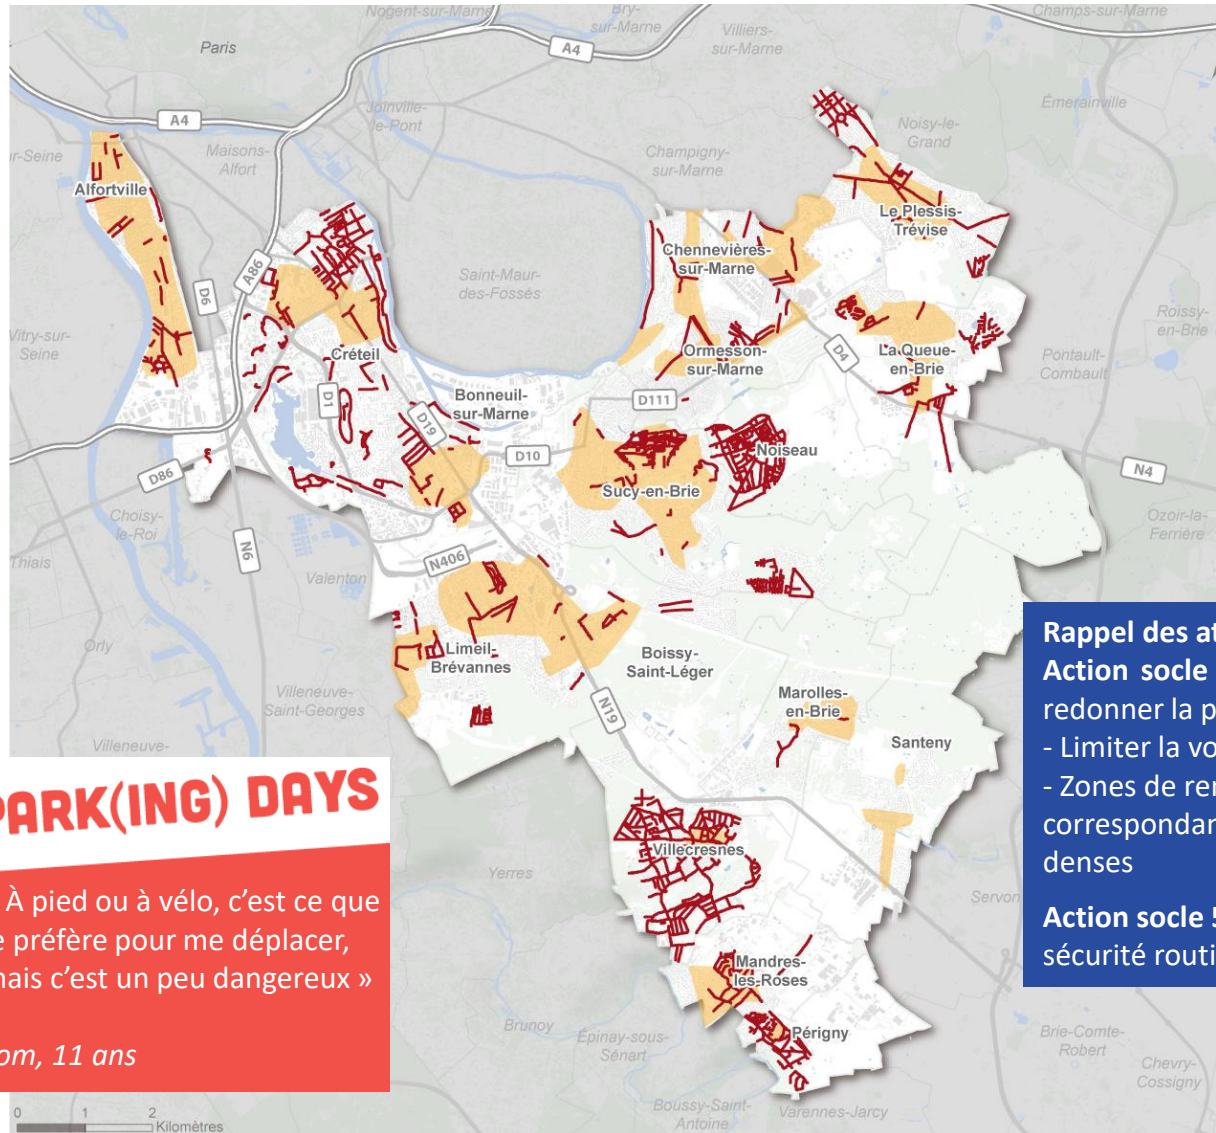 Nogent-sur-Marne
Bry-
sur-Marne
Champs-sur-Marne
Paris
A4
Villiers-
sur-Marne
Joinville-
le-Pont
Émerainville
A4
Noisy-le-
Grand
Maisons-
Alfort
Champigny-
sur-Marne
Alfortville
Le Plessis-
Trévise
Chennevières-
sur-Marne
A86
D6
Saint-Maur-
des-Fossés
Roissy-
en-Brie
Vitry-sur-
Seine
Créteil
Ormesson-
sur-Marne
D4
La Queue-
en-Brie
Pontault-
Combault
D1
Bonneuil-
sur-Marne
D111
D19
D10
Noiseau
N4
D86
Sucy-en-Brie
Choisy-
le-Roi
Ozoir-la-
Ferrière
N6
N406
Thiais
Valenton
Orly
Limeil-
Brévannes
Boissy-
Saint-Léger
Villeneuve-
Saint-Georges
N19
Marolles-
en-Brie
Santeny
Villeneuve-
Villecresnes
Yerres
Servon
Mandres-
les-Roses
Périgny
Brunoy
Épinay-sous-
Sénart
Brie-Comte-
Robert
Chevry-
Cossigny
Boussy-Saint-
Antoine
Varennes-Jarcy
PARK(ING) DAYS
À pied ou à vélo, c'est ce que
e préfère pour me déplacer,
mais c'est un peu dangereux »
om, 11 ans
0 1 2
Kilomètres
Rappel des at
Action socle
redonner la p
- Limiter la vo
- Zones de ren
correspondan
denses
Action socle 5
sécurité routi